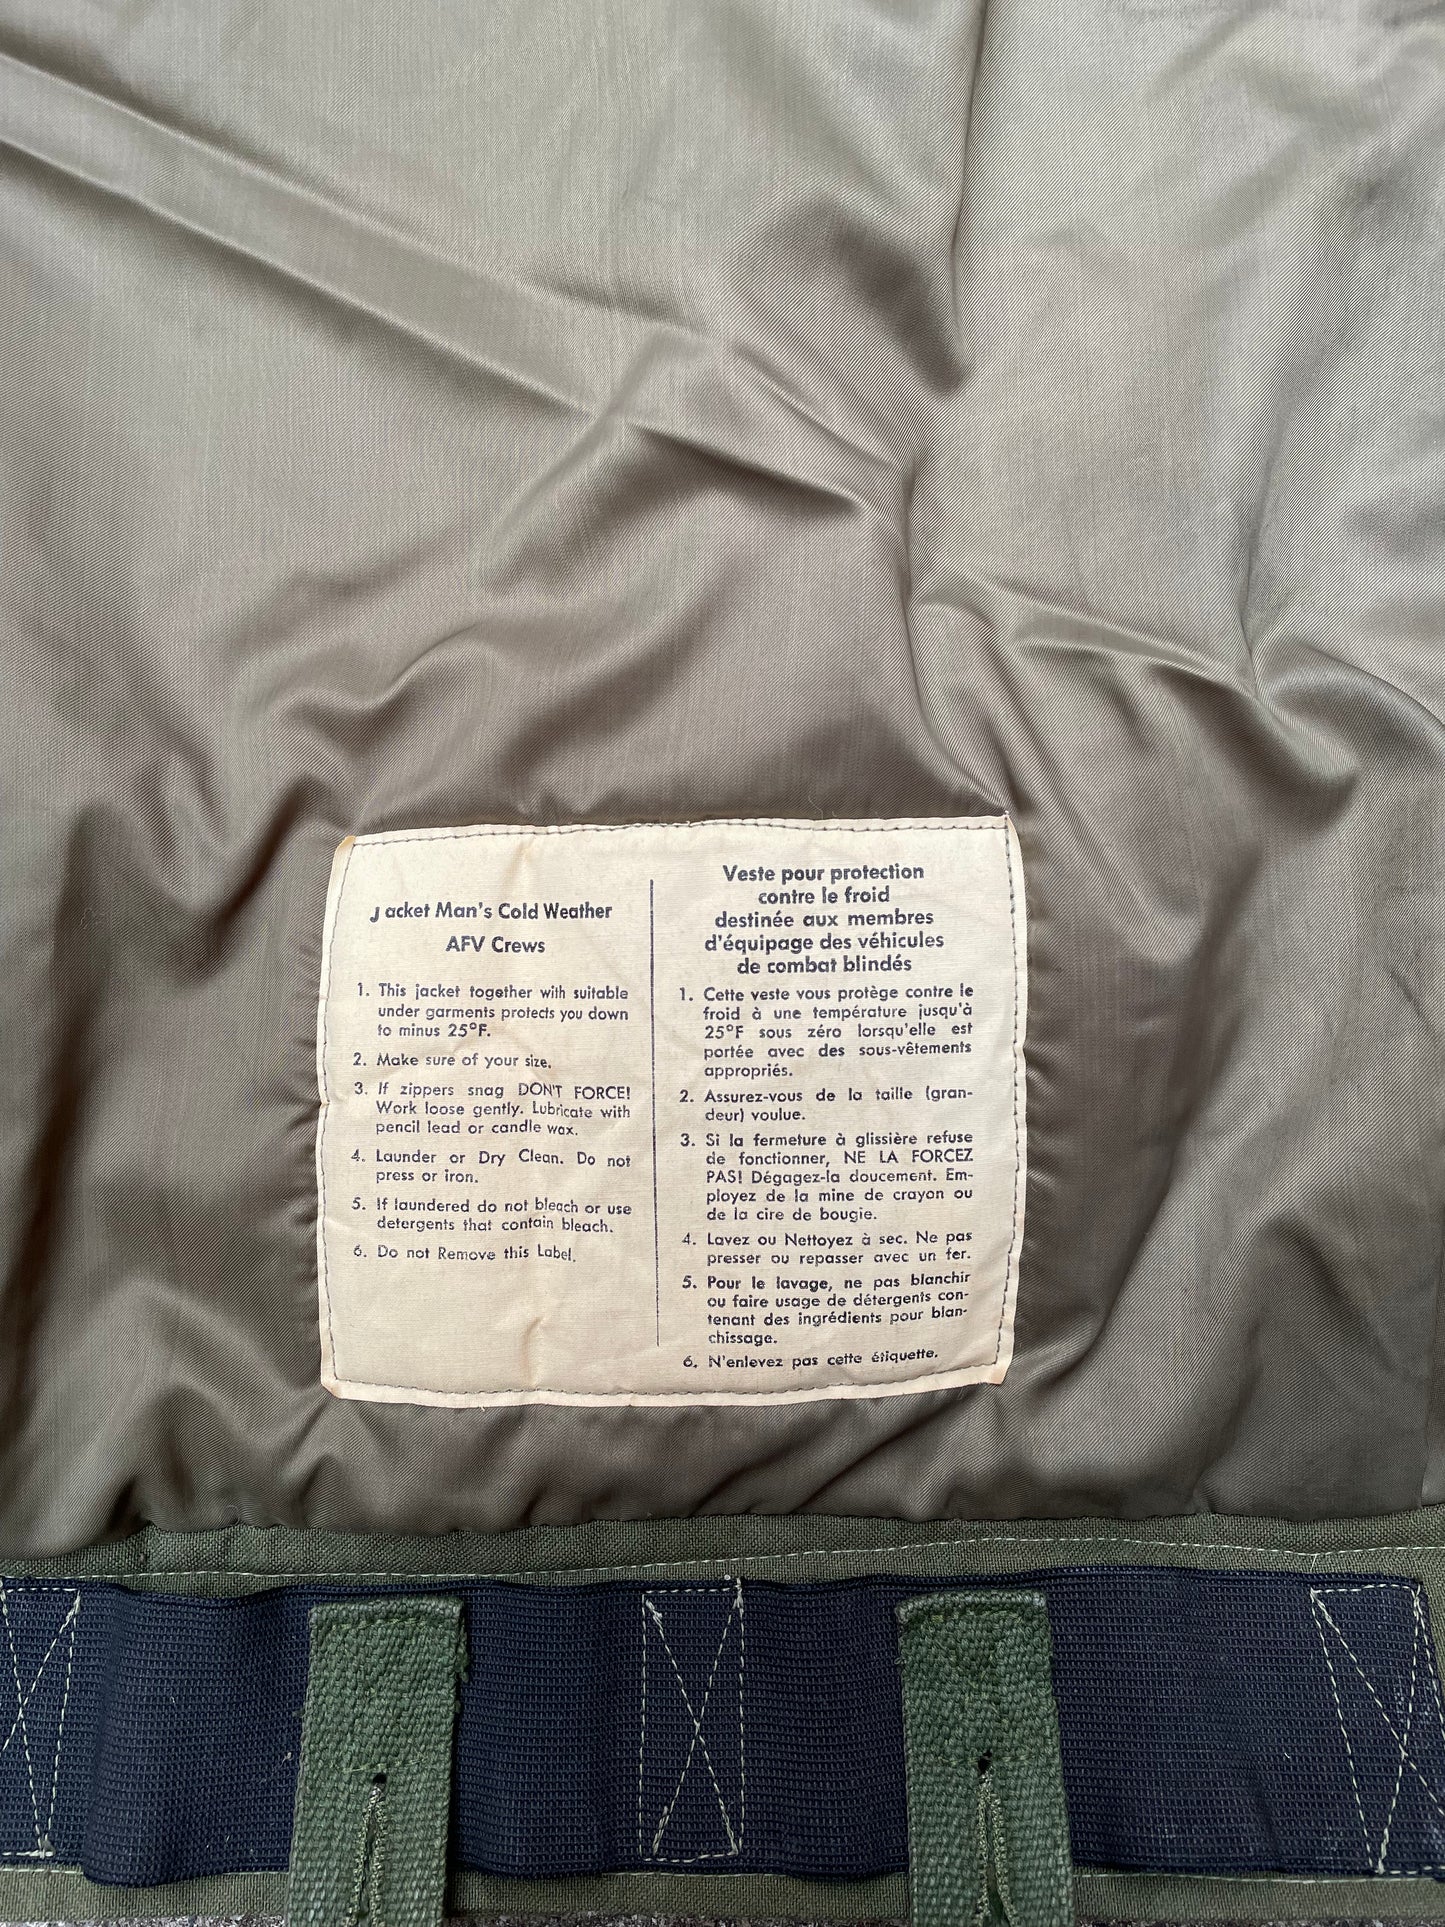 Jacket Man's Cold Weather
AFV Crews
1. This jacket together with suitable
under garments protects you down
to minus 25°F.
2. Make sure of your size.
3. If zippers snag DON'T FORCE!
Work loose gently. Lubricate with
pencil lead or candle wax.
4. Launder or Dry Clean. Do not
press or iron.
5. If laundered do not bleach or use
detergents that contain bleach.
6. Do not Remove this Label.
Veste pour protection
contre le froid
destinée aux membres
d'équipage des véhicules
de combat blindés
1. Cette veste vous protège contre le
froid à une température jusqu'à
25°F sous zéro lorsqu'elle est
portée avec des sous-vêtements
appropriés.
2. Assurez-vous de la taille (gran-
deur) voulue.
3. Si la fermeture à glissière refuse
de fonctionner, NE LA FORCEZ
PAS! Dégagez-la doucement. Em-
ployez de la mine de crayon ou
de la cire de bougie.
4. Lavez ou Nettoyez à sec. Ne pas
presser ou repasser avec un fer.
5. Pour le lavage, ne pas blanchir
ou faire usage de détergents con-
tenant des ingrédients pour blan-
chissage.
6. N'enlevez pas cette étiquette.